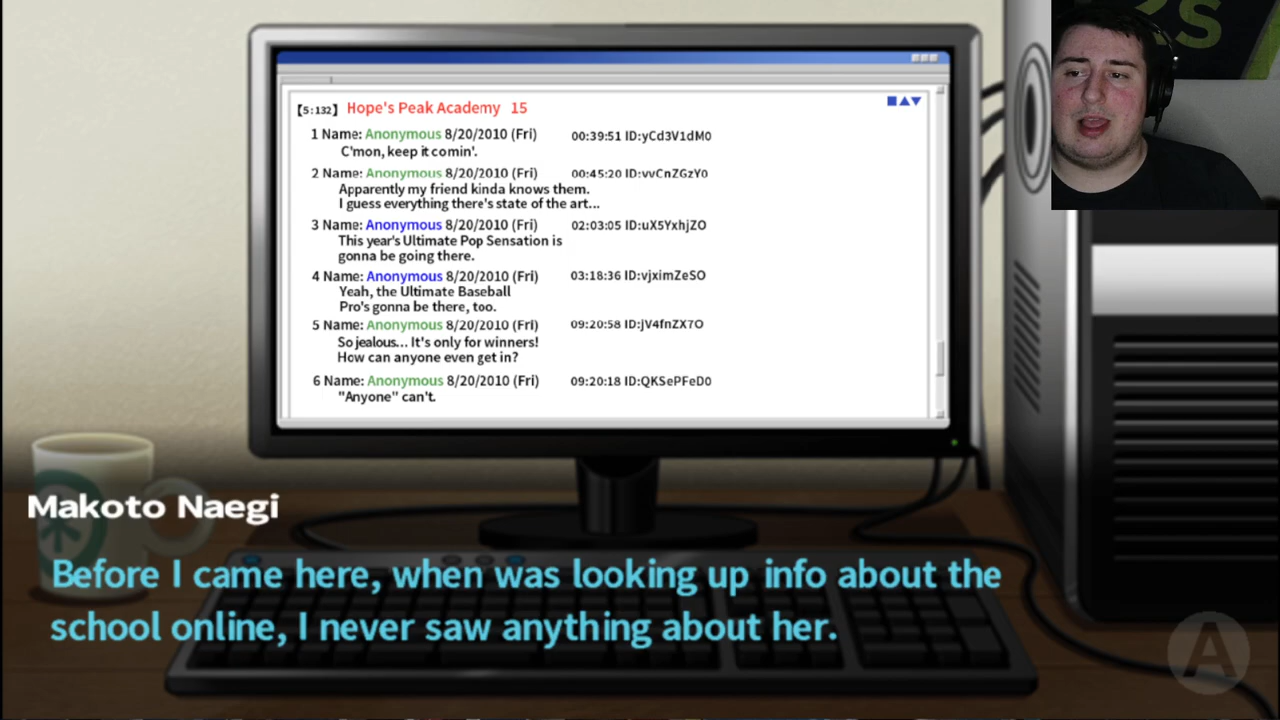 [5:132] Hope's Peak Academy 15
1 Name: Anonymous 8/20/2010 (Fri) 00:39:51 ID:yCd3V1dM0
C'mon, keep it comin'.
2 Name: Anonymous 8/20/2010 (Fri) 00:45:20 ID:vvCnZGzY0
Apparently my friend kinda knows them.
I guess everything there's state of the art...
3 Name: Anonymous 8/20/2010 (Fri) 02:03:05 ID:uX5YxhjZO
This year's Ultimate Pop Sensation is
gonna be going there.
4 Name: Anonymous 8/20/2010 (Fri) 03:18:36 ID:vjximZeSO
Yeah, the Ultimate Baseball
Pro's gonna be there, too.
5 Name: Anonymous 8/20/2010 (Fri) 09:20:58 ID:jV4fnZX7O
So jealous... It's only for winners!
How can anyone even get in?
6 Name: Anonymous 8/20/2010 (Fri) 09:20:18 ID:QKSePFeD0
"Anyone" can't.
Makoto Naegi
Before I came here, when was looking up info about the
school online, I never saw anything about her.
A